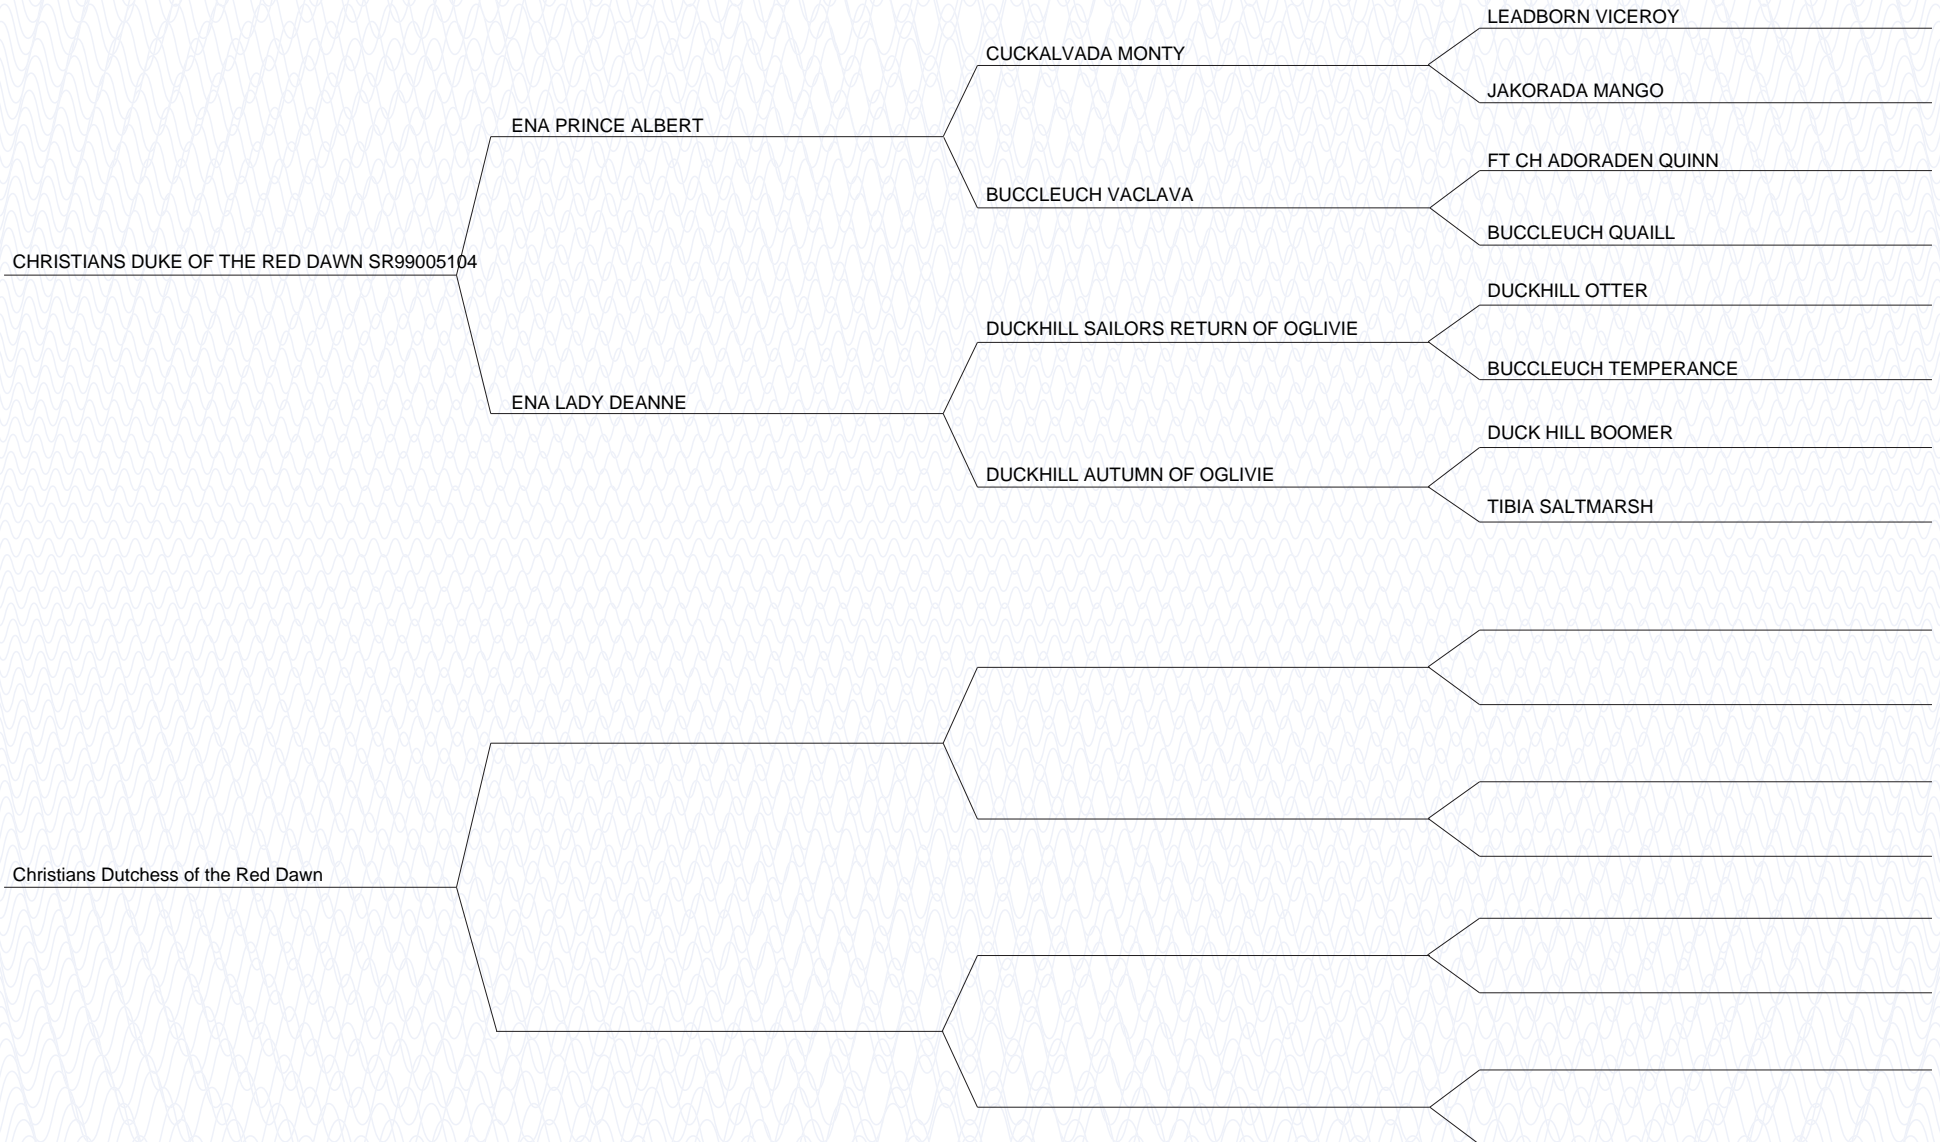 LEADBORN VICEROY
CUCKALVADA MONTY
JAKORADA MANGO
ENA PRINCE ALBERT
FT CH ADORADEN QUINN
BUCCLEUCH VACLAVA
BUCCLEUCH QUAILL
CHRISTIANS DUKE OF THE RED DAWN SR99005104
DUCKHILL OTTER
DUCKHILL SAILORS RETURN OF OGLIVIE
BUCCLEUCH TEMPERANCE
ENA LADY DEANNE
DUCK HILL BOOMER
DUCKHILL AUTUMN OF OGLIVIE
TIBIA SALTMARSH
Christians Dutchess of the Red Dawn